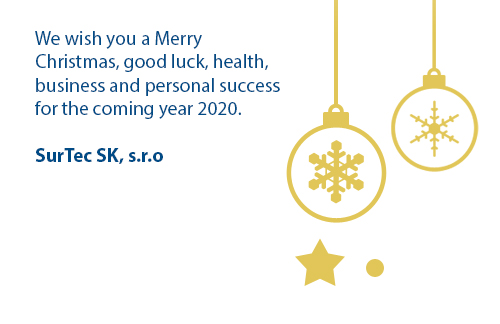 We wish you a Merry
Christmas, good luck, health,
business and personal success
for the coming year 2020.
SurTec SK, s.r.o